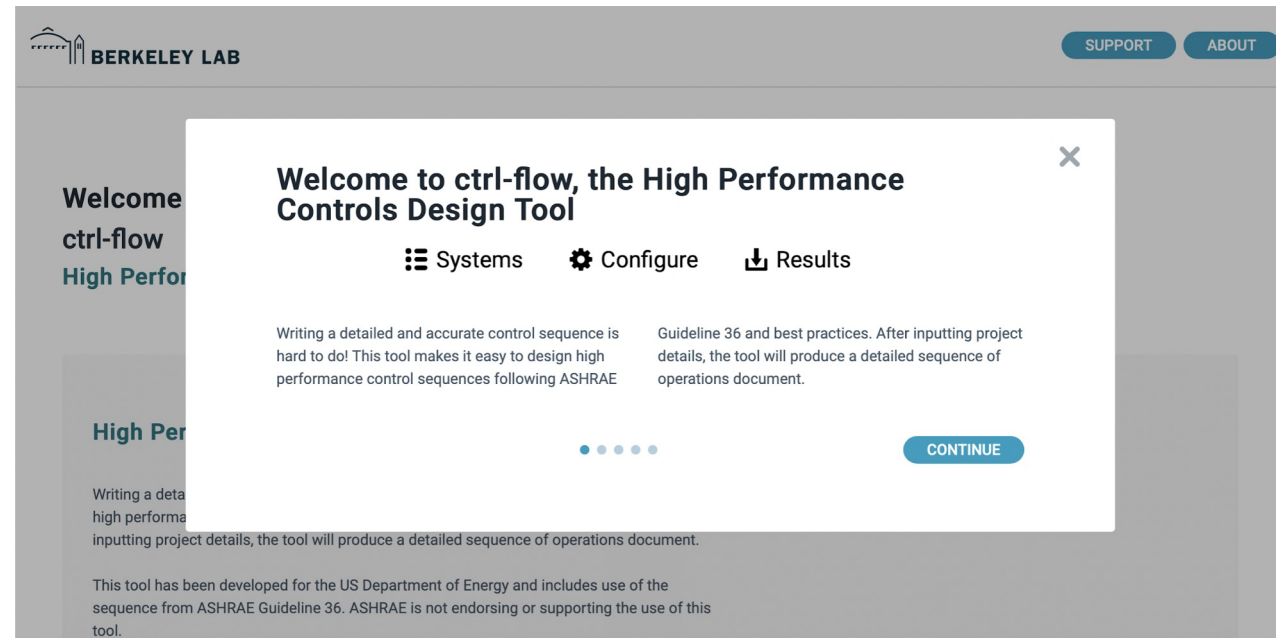 BERKELEY LAB
SUPPORT
ABOUT
Welcome
ctrl-flow
High Perfor
Welcome to ctrl-flow, the High Performance
Controls Design Tool
Systems
Configure
Results
Writing a detailed and accurate control sequence is
hard to do! This tool makes it easy to design high
performance control sequences following ASHRAE
Guideline 36 and best practices. After inputting project
details, the tool will produce a detailed sequence of
operations document.
CONTINUE
High Per
Writing a deta
high performa
inputting project details, the tool will produce a detailed sequence of operations document.
This tool has been developed for the US Department of Energy and includes use of the
sequence from ASHRAE Guideline 36. ASHRAE is not endorsing or supporting the use of this
tool.